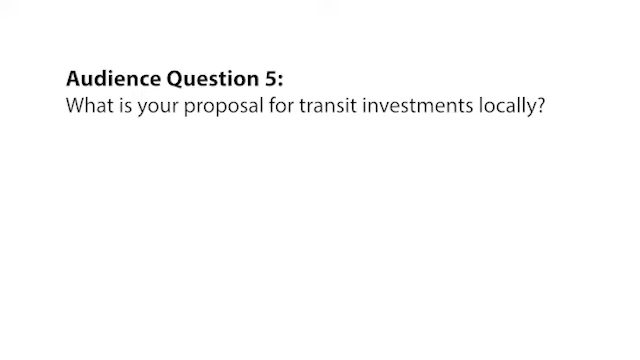 Audience Question 5:
What is your proposal for transit investments locally?